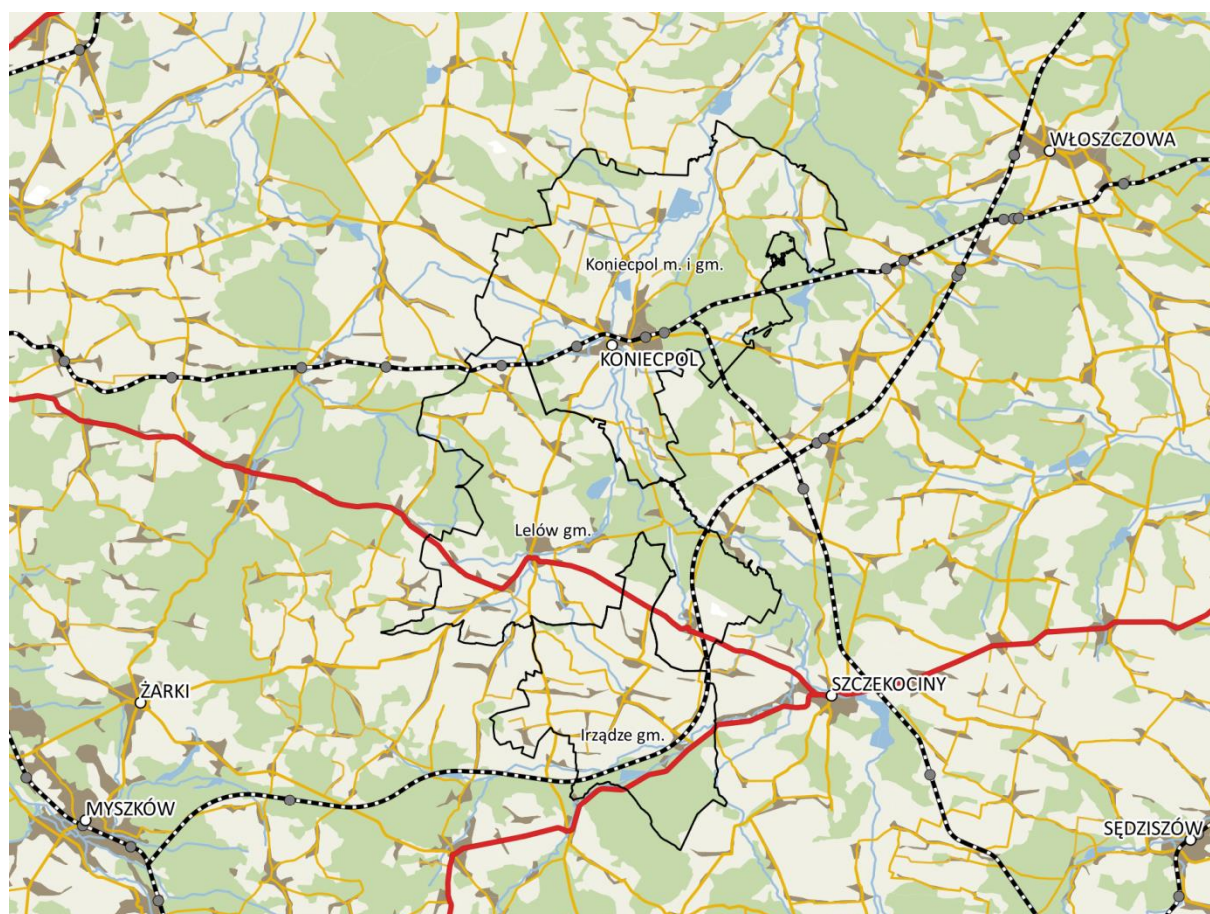 WŁOSZCZOWA
Koniecpol m. i gm.
KONIECPOL
Lelów gm.
ŻARKI
SZCZEKOCINY
Irządze gm.
MYSZKÓW
SĘDZISZÓW